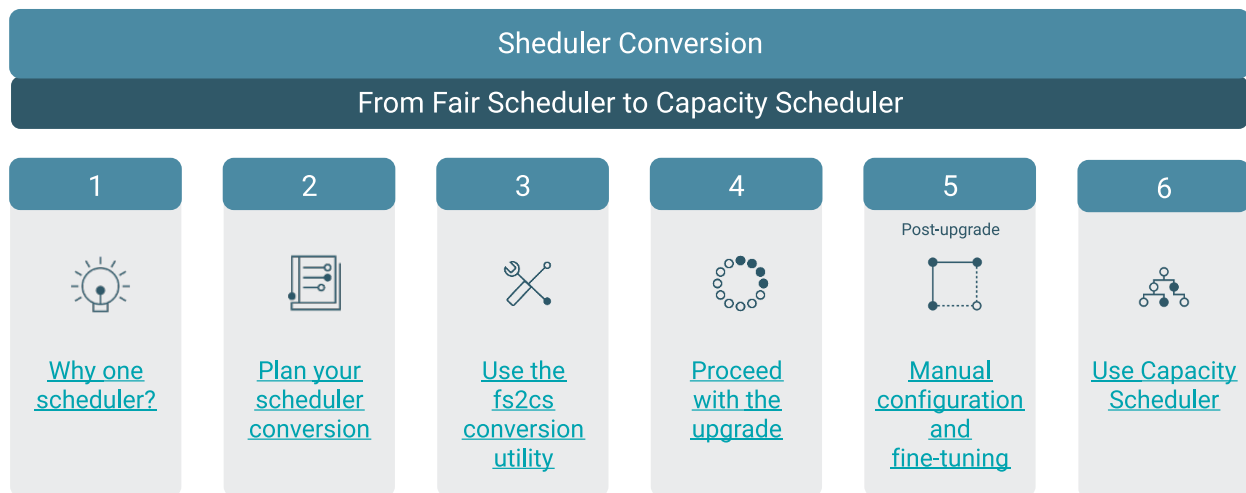 Sheduler Conversion
From Fair Scheduler to Capacity Scheduler
1
Why one
scheduler?
2
Plan your
scheduler
conversion
3
Use the
fs2cs
conversion
utility
4
Proceed
with the
upgrade
5
Post-upgrade
Manual
configuration
and
fine-tuning
6
Use Capacity
Scheduler